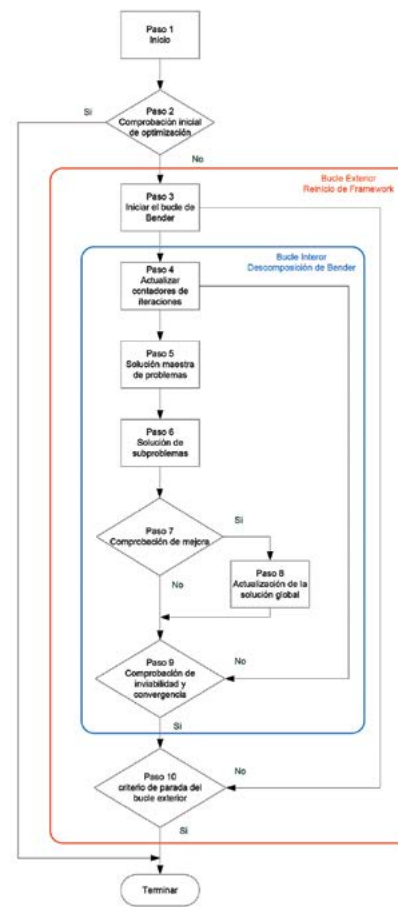 Paso 1
Inicio
Si
Paso 2
Comprobación inicial
de optimización
No
Bucle Exterior
Reinicio de Framework
Paso 3
Iniciar el bucle de
Bender
Bucle Interor
Descomposición de Bender
Paso 4
Actualizar
contadores de
iteraciones
Paso 5
Solución maestra
de problemas
Paso 6
Solución de
subproblemas
Paso 7
Comprobación de mejora
Si
No
Paso 8
Actualización de la
solución global
Paso 9
Comprobación de
inviabilidad y
convergencia
No
Si
Paso 10
criterio de parada del
bucle exterior
No
Si
Terminar